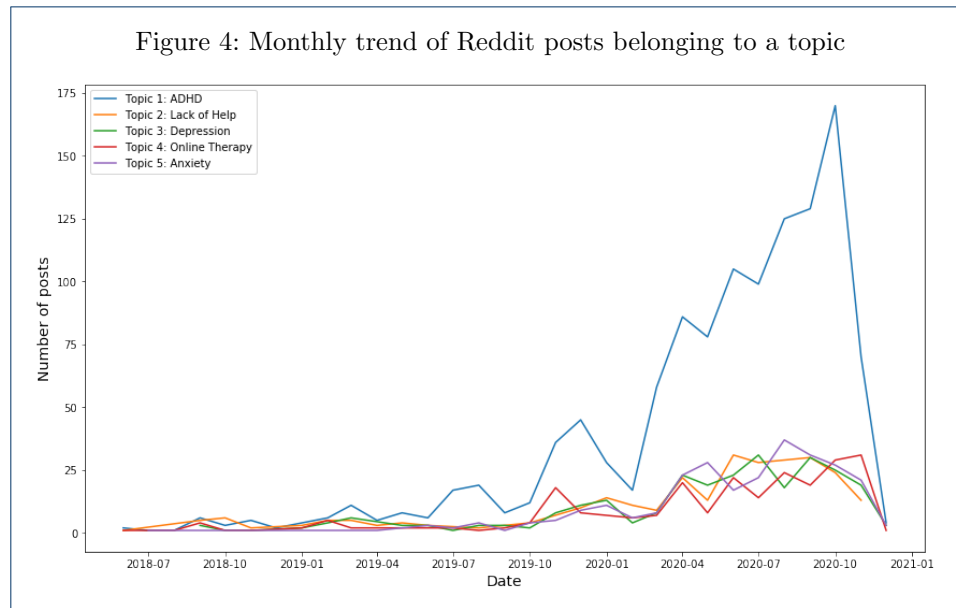 Figure 4: Monthly trend of Reddit posts belonging to a topic
175
150
125
100
75
50
25
0
Number of posts
Topic 1: ADHD
Topic 2: Lack of Help
Topic 3: Depression
Topic 4: Online Therapy
Topic 5: Anxiety
2018-07 2018-10 2019-01 2019-04 2019-07 2019-10 2020-01 2020-04 2020-07 2020-10 2021-01
Date